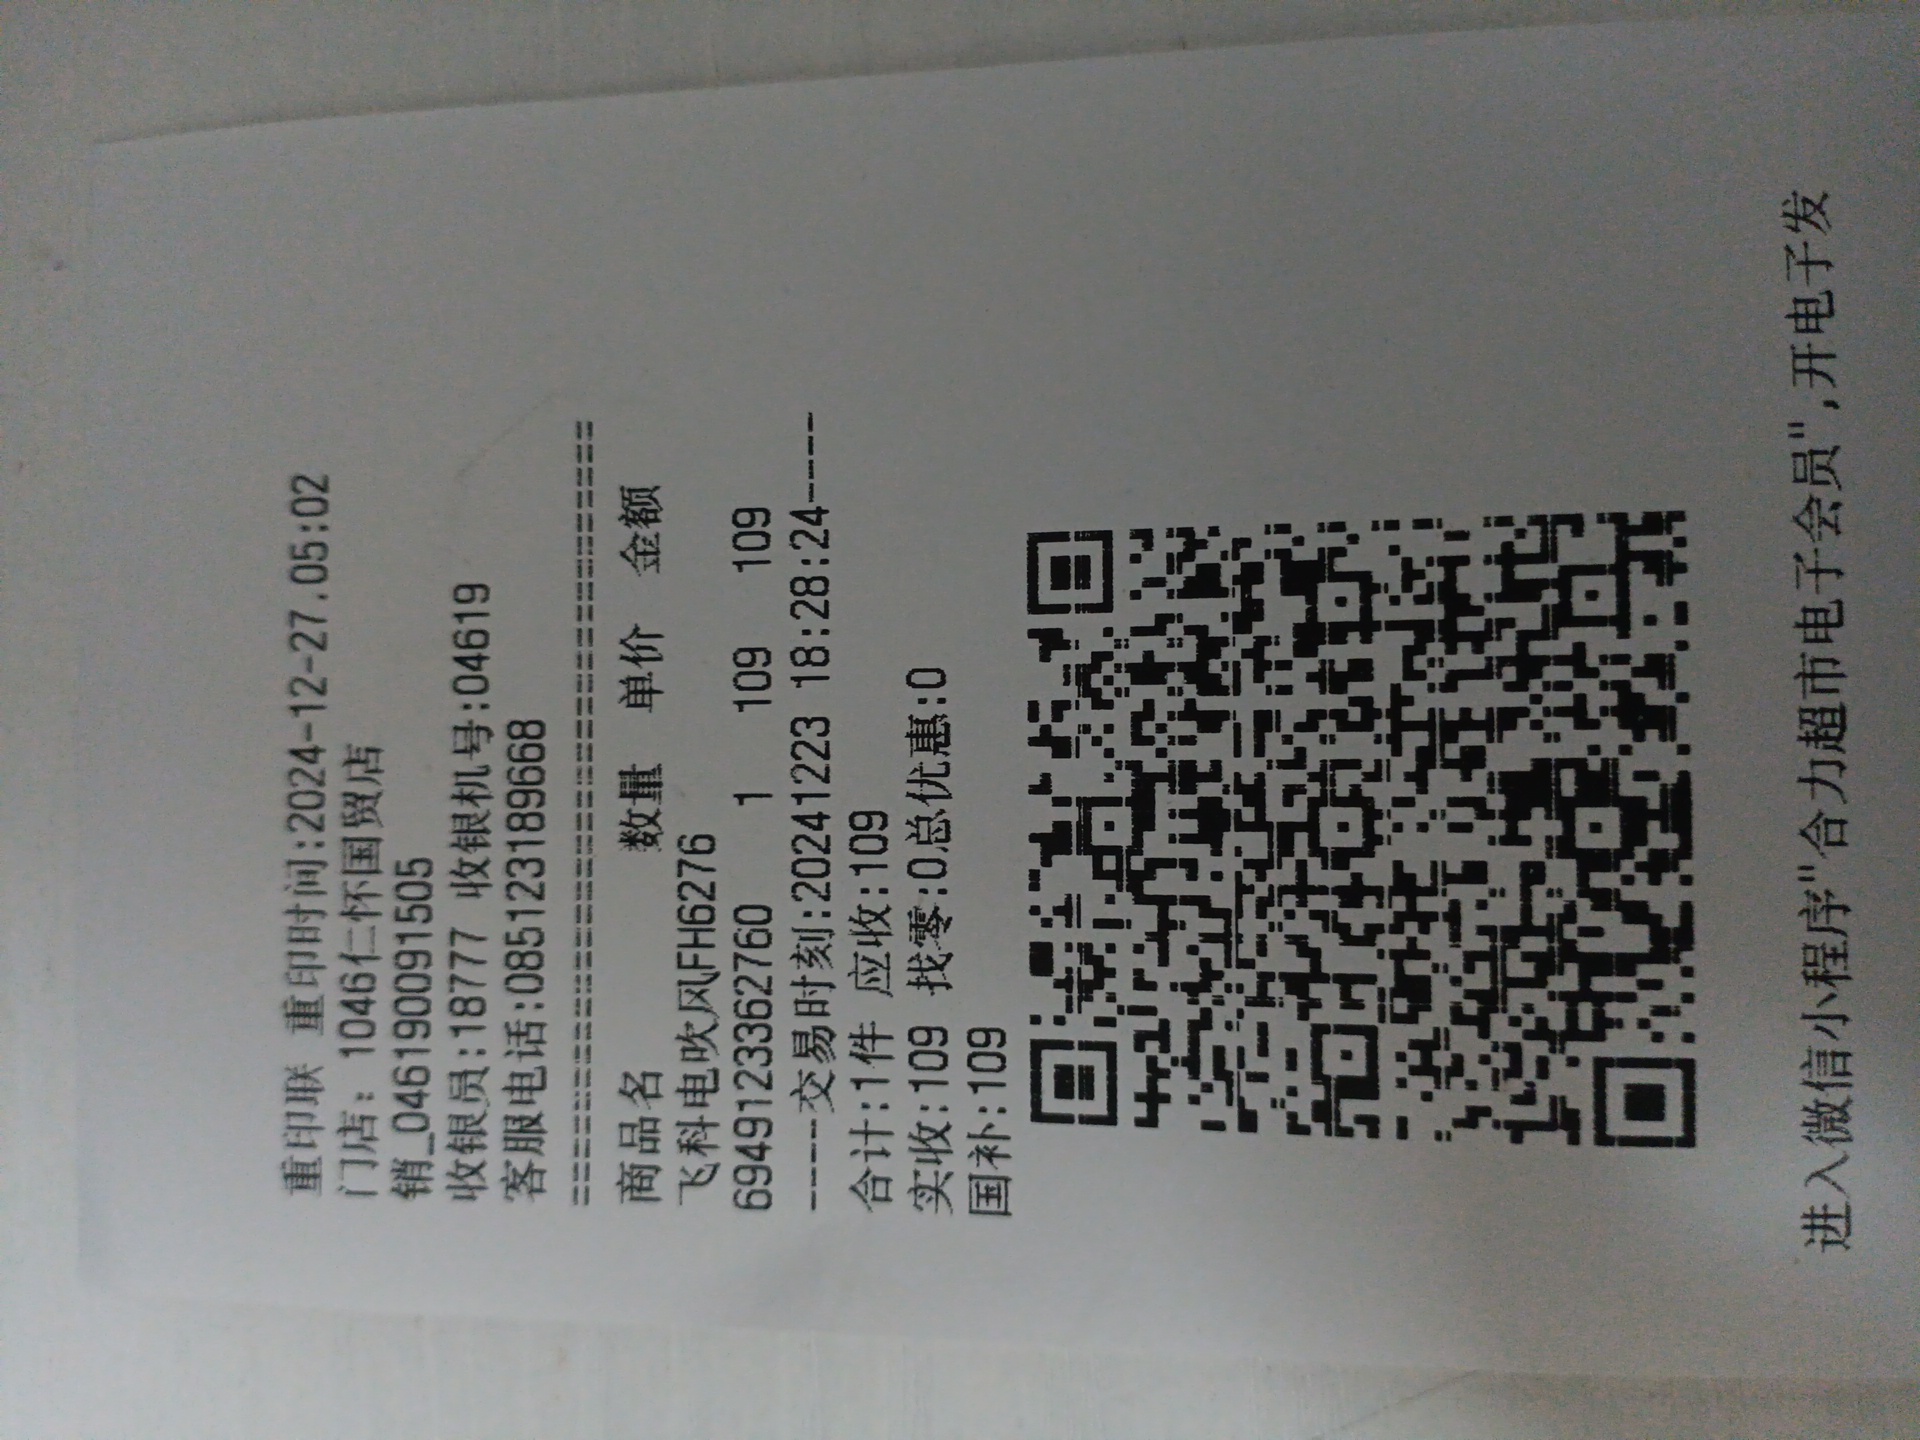 重印联 重印时间:2024-12-27.05:02
门店: 1046仁怀国贸店
销_046190091505
收银员:18777 收银机号:04619
客服电话:085123189668
================================
商品名 数量 单价 金额
飞科电吹风FH6276
6949123362760 1 109 109
-----交易时刻:20241223 18:28:24-----
合计:1件 应收:109
实收:109 找零:0总优惠:0
国补:109
进入微信小程序"合力超市电子会员",开电子发